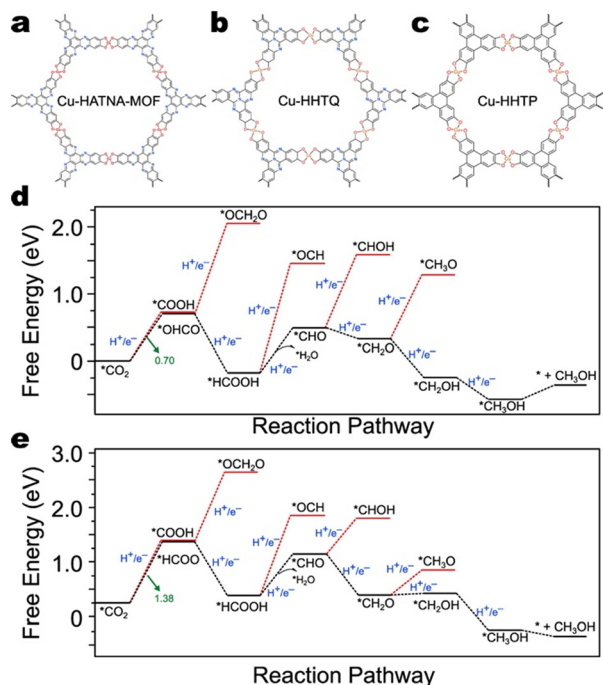 a
b
c
Cu-HATNA-MOF
Cu-HHTQ
Cu-HHTP
d
Free Energy (eV)
2.0
1.0
0
*CO₂
H⁺/e⁻
0.70
*COOH
*OHCO
H⁺/e⁻
*OCH₂O
H⁺/e⁻
*HCOOH
H⁺/e⁻
*OCH
*CHO
*H₂O
H⁺/e⁻
*CHOH
H⁺/e⁻
*CH₂O
H⁺/e⁻
*CH₃O
H⁺/e⁻
*CH₂OH
H⁺/e⁻
*CH₃OH
* + CH₃OH
Reaction Pathway
e
Free Energy (eV)
3.0
2.0
1.0
0
*CO₂
H⁺/e⁻
1.38
*COOH
*HCOO
H⁺/e⁻
*OCH₂O
H⁺/e⁻
*HCOOH
H⁺/e⁻
*OCH
*CHO
*H₂O
H⁺/e⁻
*CHOH
H⁺/e⁻
H⁺/e⁻
*CH₂O
H⁺/e⁻
*CH₃O
H⁺/e⁻
*CH₂OH
H⁺/e⁻
*CH₃OH
* + CH₃OH
Reaction Pathway